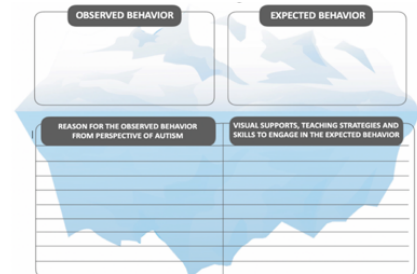 OBSERVED BEHAVIOR
EXPECTED BEHAVIOR
REASON FOR THE OBSERVED BEHAVIOR
FROM PERSPECTIVE OF AUTISM
VISUAL SUPPORTS, TEACHING STRATEGIES AND
SKILLS TO ENGAGE IN THE EXPECTED BEHAVIOR